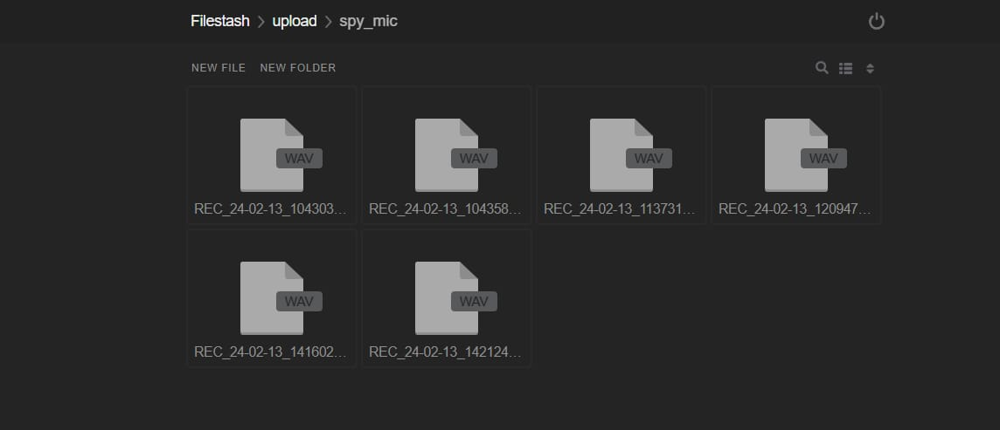 Filestash > upload > spy_mic
NEW FILE NEW FOLDER
WAV WAV WAV WAV
REC_24-02-13_104303... REC_24-02-13_104358... REC_24-02-13_113731... REC_24-02-13_120947...
WAV WAV
REC_24-02-13_141602... REC_24-02-13_142124...